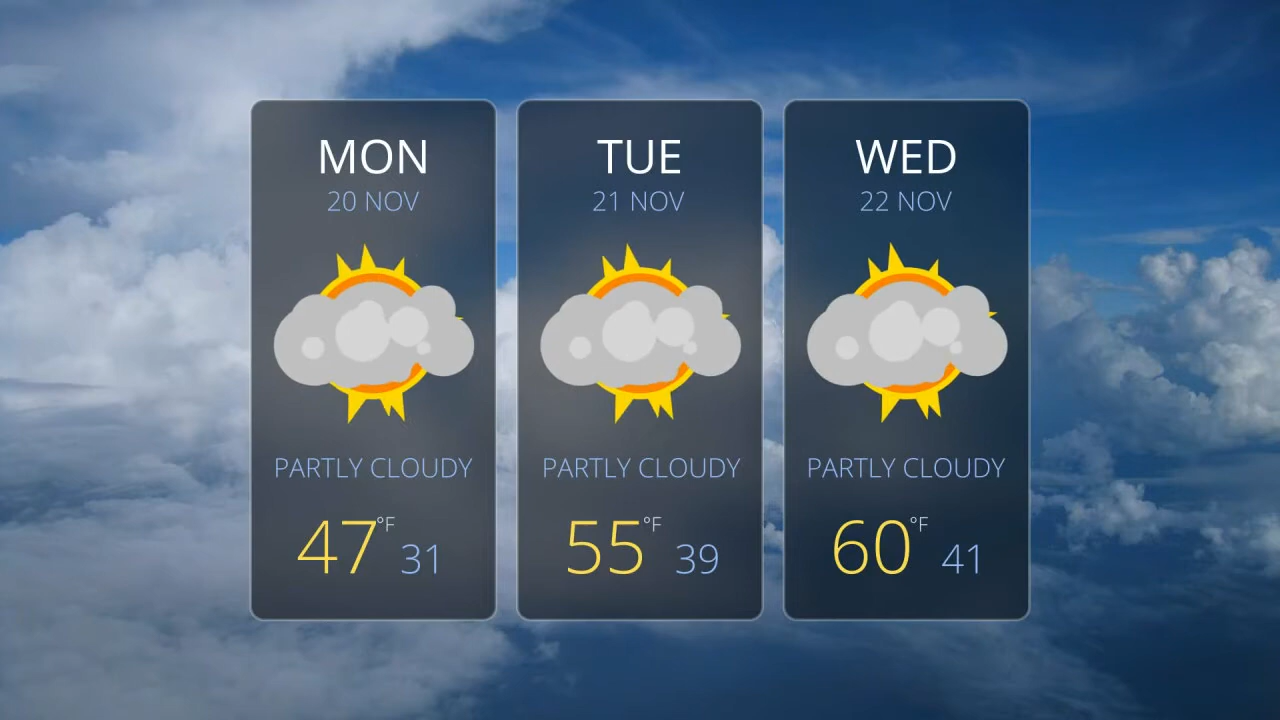 MON
20 NOV
PARTLY CLOUDY
47°F 31
TUE
21 NOV
PARTLY CLOUDY
55°F 39
WED
22 NOV
PARTLY CLOUDY
60°F 41